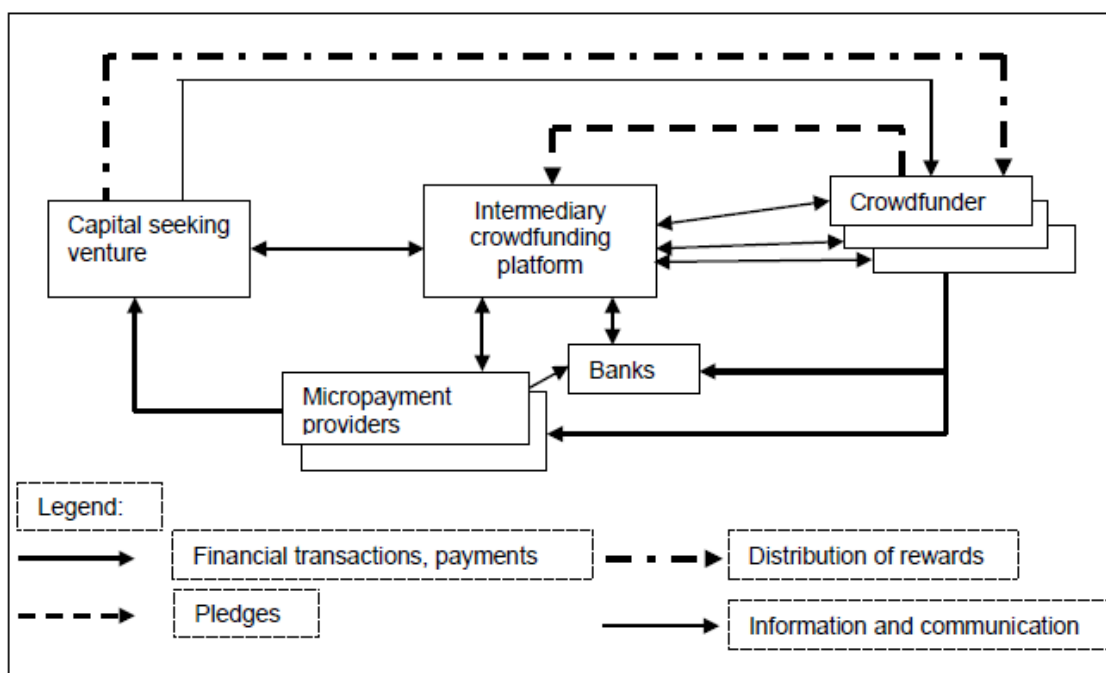 Capital seeking
venture
Intermediary
crowdfunding
platform
Crowdfunder
Banks
Micropayment
providers
Legend:
Financial transactions, payments
Distribution of rewards
Pledges
Information and communication